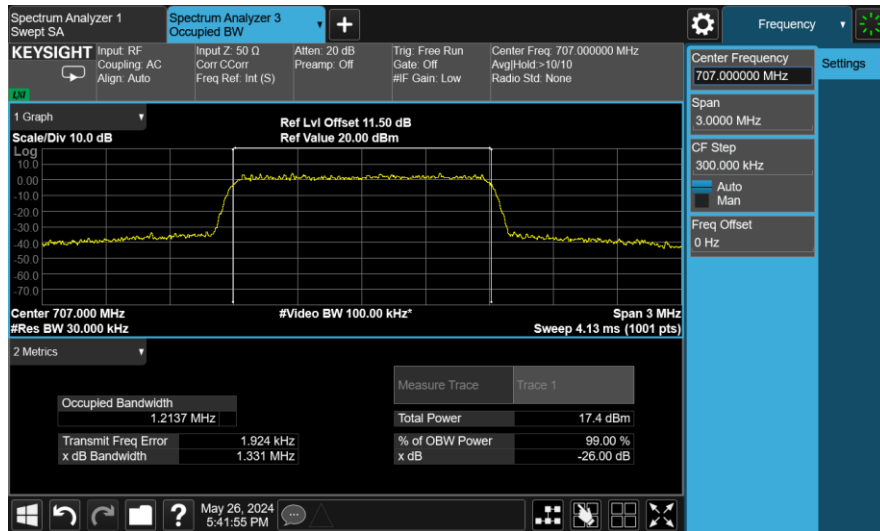 Spectrum Analyzer 1
Swept SA
Spectrum Analyzer 3
Occupied BW
+
Frequency
KEYSIGHT
Input: RF
Coupling: AC
Align: Auto
Input Z: 50 Ω
Corr CCorr
Freq Ref: Int (S)
Atten: 20 dB
Preamp: Off
Trig: Free Run
Gate: Off
#IF Gain: Low
Center Freq: 707.000000 MHz
Avg|Hold:>10/10
Radio Std: None
LXI
Center Frequency
707.000000 MHz
Settings
Span
3.0000 MHz
CF Step
300.000 kHz
Auto
Man
Freq Offset
0 Hz
1 Graph
Scale/Div 10.0 dB
Ref Lvl Offset 11.50 dB
Ref Value 20.00 dBm
Log
10.0
0.00
-10.0
-20.0
-30.0
-40.0
-50.0
-60.0
-70.0
Center 707.000 MHz
#Video BW 100.00 kHz*
Span 3 MHz
#Res BW 30.000 kHz
Sweep 4.13 ms (1001 pts)
2 Metrics
Measure Trace
Trace 1
Occupied Bandwidth
1.2137 MHz
Total Power
17.4 dBm
Transmit Freq Error
1.924 kHz
% of OBW Power
99.00 %
x dB Bandwidth
1.331 MHz
x dB
-26.00 dB
?
May 26, 2024
5:41:55 PM